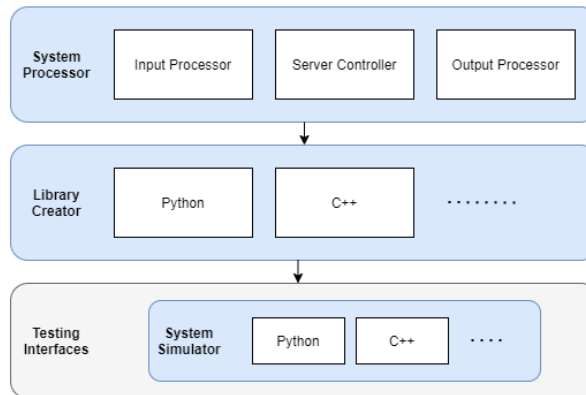 System
Processor
Input Processor
Server Controller
Output Processor
Library
Creator
Python
C++
........
Testing
Interfaces
System
Simulator
Python
C++
....